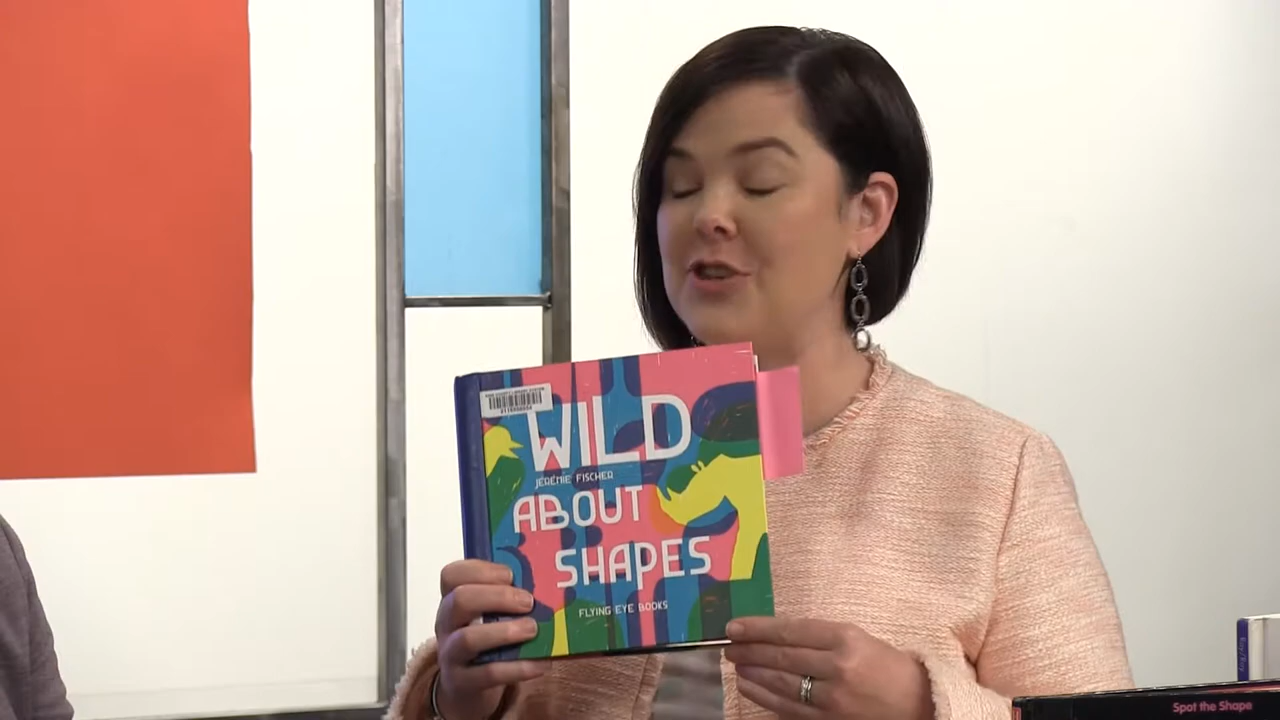 WILD
JÉRÉMIE FISCHER
ABOUT
SHAPES
FLYING EYE BOOKS
Spot the Shape